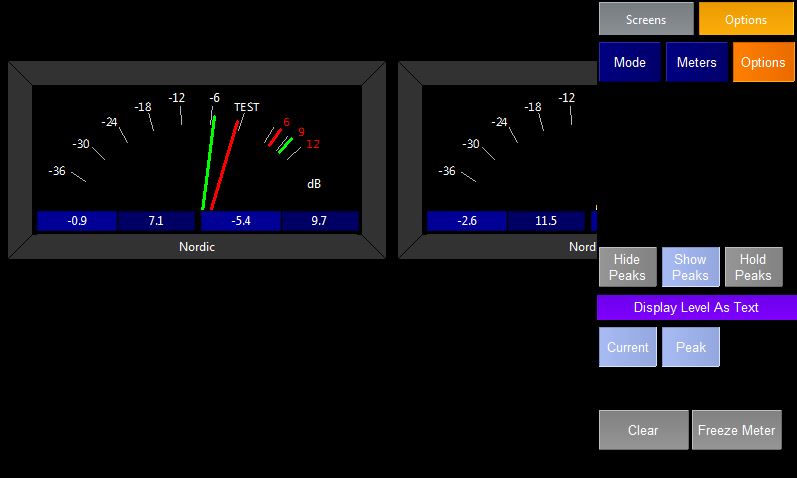 Screens Options
Mode Meters Options
-36 -30 -24 -18 -12 -6 TEST 6 9 12
dB
-0.9 7.1 -5.4 9.7
Nordic
-36 -30 -24 -18 -12
-2.6 11.5
Nord
Hide Peaks
Show Peaks
Hold Peaks
Display Level As Text
Current Peak
Clear Freeze Meter